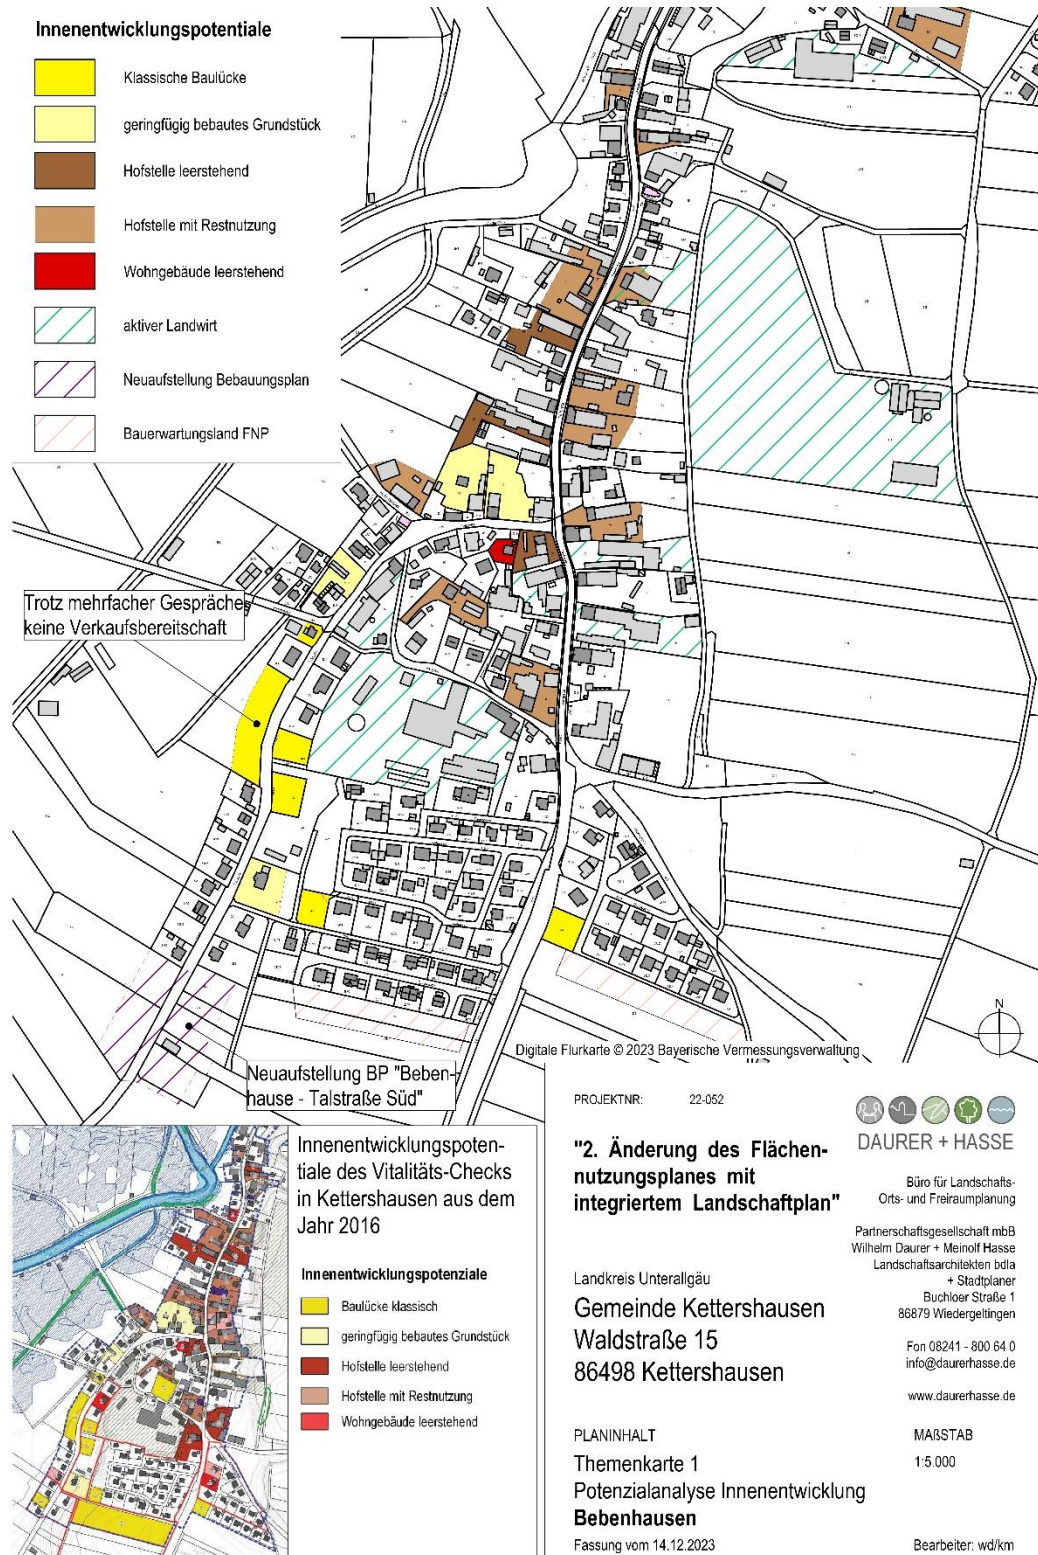 Innenentwicklungspotentiale
Klassische Baulücke
geringfügig bebautes Grundstück
Hofstelle leerstehend
Hofstelle mit Restnutzung
Wohngebäude leerstehend
aktiver Landwirt
Neuaufstellung Bebauungsplan
Bauerwartungsland FNP
Trotz mehrfacher Gespräche
keine Verkaufsbereitschaft
N
Digitale Flurkarte © 2023 Bayerische Vermessungsverwaltung
Neuaufstellung BP "Beben-
hause - Talstraße Süd"
Innenentwicklungspoten-
tiale des Vitalitäts-Checks
in Kettershausen aus dem
Jahr 2016
Innenentwicklungspotenziale
Baulücke klassisch
geringfügig bebautes Grundstück
Hofstelle leerstehend
Hofstelle mit Restnutzung
Wohngebäude leerstehend
PROJEKTNR: 22-052
"2. Änderung des Flächen-
nutzungsplanes mit
integriertem Landschaftplan"
Landkreis Unterallgäu
Gemeinde Kettershausen
Waldstraße 15
86498 Kettershausen
DAURER + HASSE
Büro für Landschafts-
Orts- und Freiraumplanung
Partnerschaftsgesellschaft mbB
Wilhelm Daurer + Meinolf Hasse
Landschaftsarchitekten bdla
+ Stadtplaner
Buchloer Straße 1
86879 Wiedergeltingen
Fon 08241 - 800 64 0
info@daurerhasse.de
www.daurerhasse.de
PLANINHALT
Themenkarte 1
Potenzialanalyse Innenentwicklung
Bebenhausen
Fassung vom 14.12.2023
MAßSTAB
1:5.000
Bearbeiter: wd/km